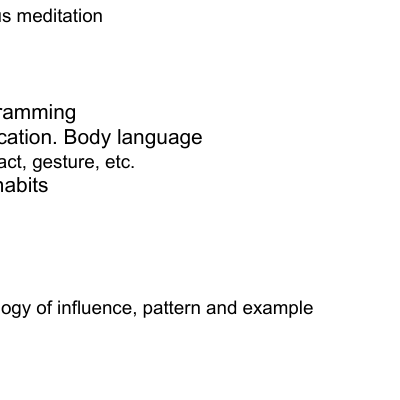 us meditation
ramming
cation. Body language
act, gesture, etc.
habits
ogy of influence, pattern and example